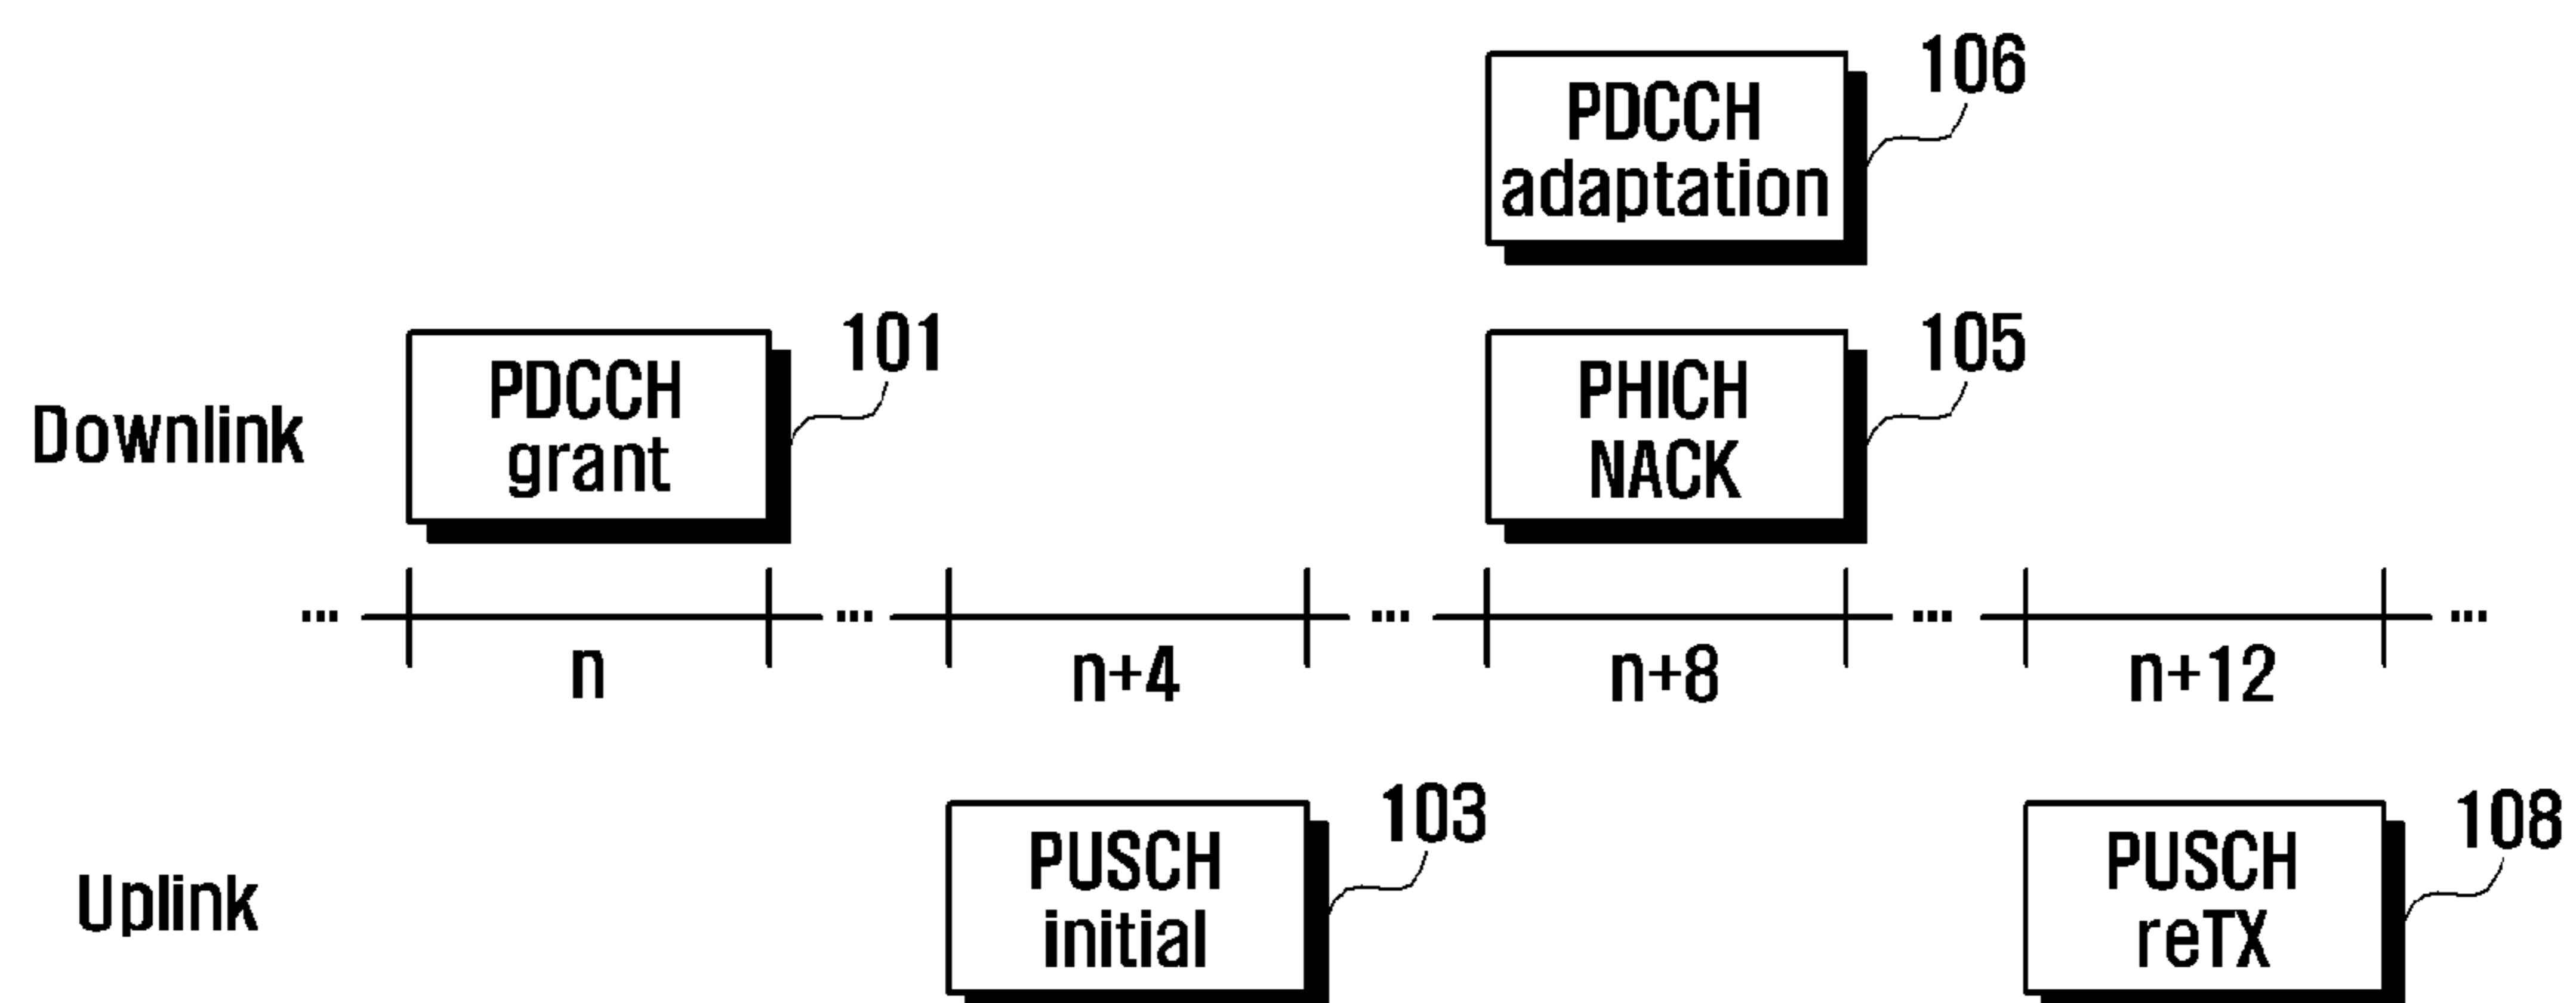 106
PDCCH
adaptation
101
105
PDCCH
grant
PHICH
NACK
Downlink
... n ... n+4 ... n+8 ... n+12 ...
103
108
PUSCH
initial
PUSCH
reTX
Uplink